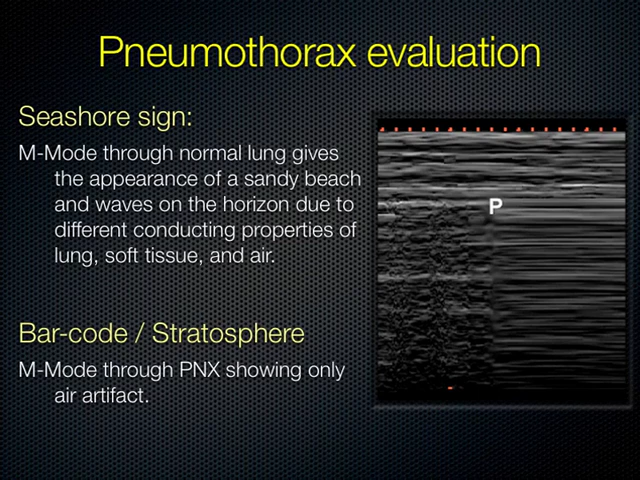 Pneumothorax evaluation
Seashore sign:
M-Mode through normal lung gives
the appearance of a sandy beach
and waves on the horizon due to
different conducting properties of
lung, soft tissue, and air.
P
Bar-code / Stratosphere
M-Mode through PNX showing only
air artifact.